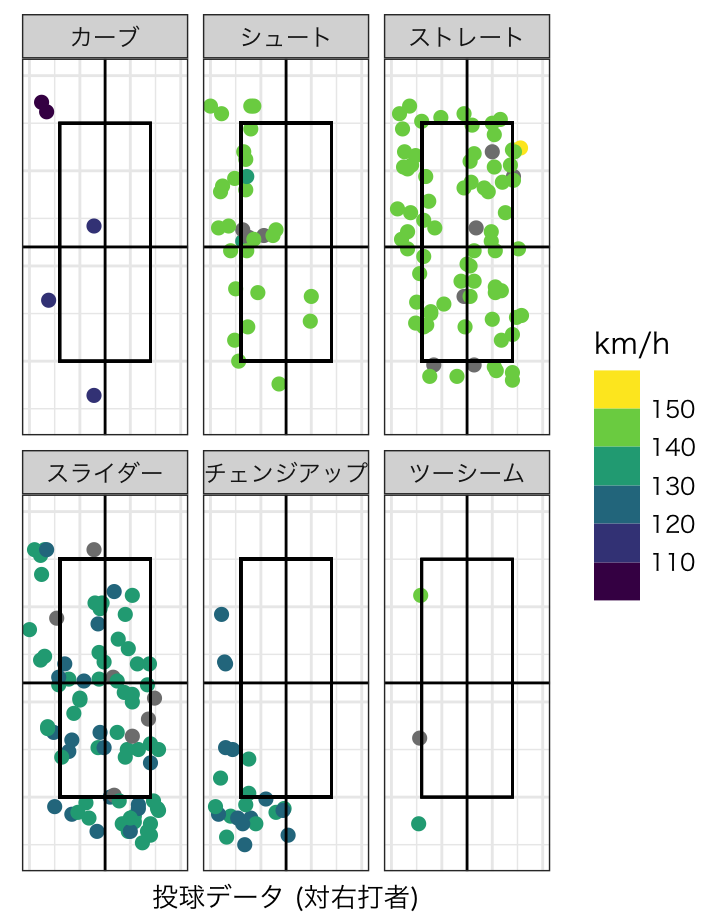 カーブ
シュート
ストレート
スライダー
チェンジアップ
ツーシーム
km/h
150
140
130
120
110
投球データ (対右打者)